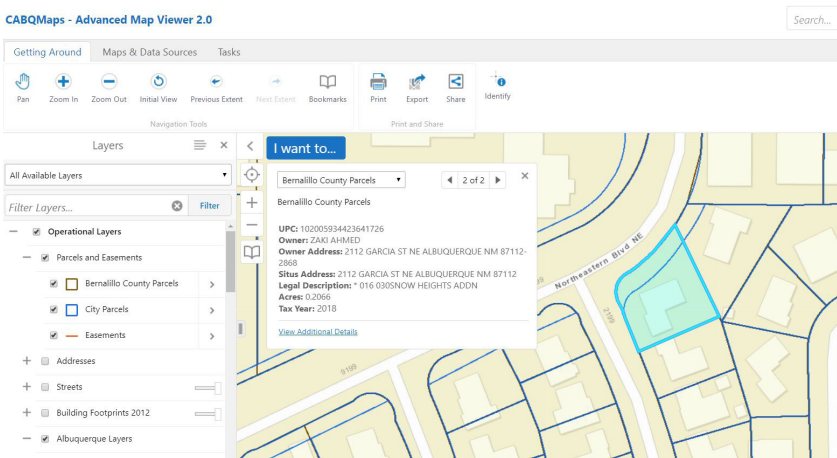 CABQMaps - Advanced Map Viewer 2.0
Search...
Getting Around Maps & Data Sources Tasks
Pan Zoom In Zoom Out Initial View Previous Extent Next Extent Bookmarks Print Export Share Identify
Navigation Tools Print and Share
Layers
I want to...
All Available Layers
Filter Layers... Filter
Operational Layers
Parcels and Easements
Bernalillo County Parcels
City Parcels
Easements
Addresses
Streets
Building Footprints 2012
Albuquerque Layers
Bernalillo County Parcels 2 of 2
Bernalillo County Parcels
UPC: 102005934423641726
Owner: ZAKI AHMED
Owner Address: 2112 GARCIA ST NE ALBUQUERQUE NM 87112-
2868
Situs Address: 2112 GARCIA ST NE ALBUQUERQUE NM 87112
Legal Description: * 016 030SNOW HEIGHTS ADDN
Acres: 0.2066
Tax Year: 2018
View Additional Details
Northeastern Blvd NE
2199
9199